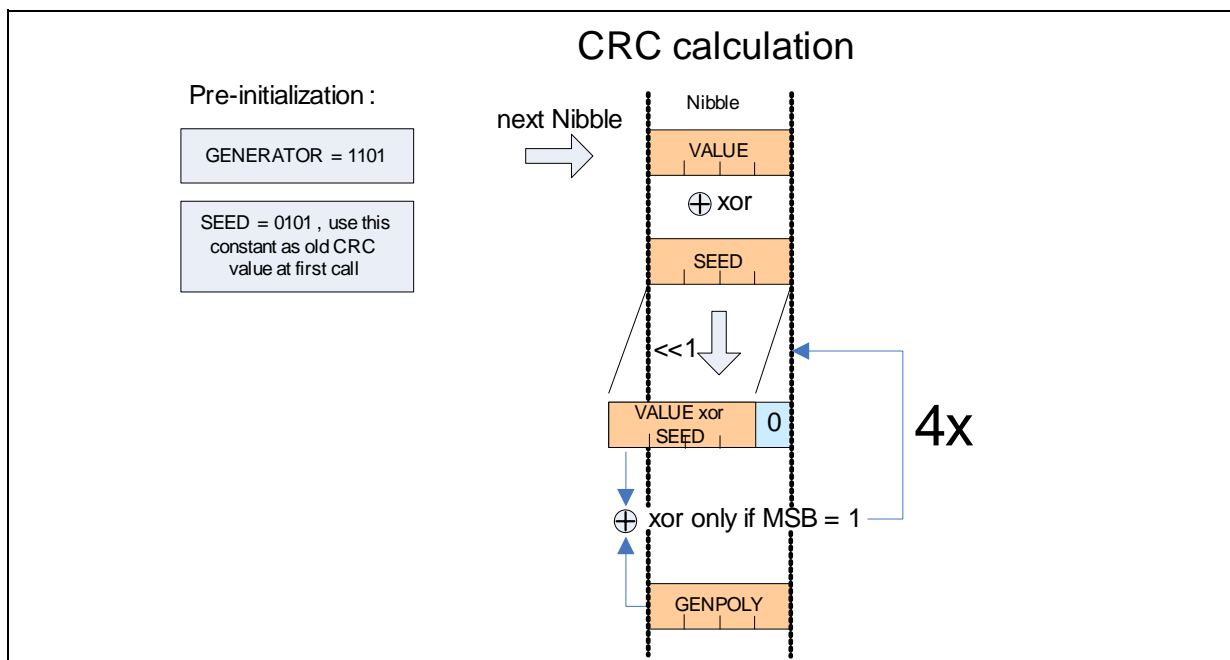 CRC calculation
Pre-initialization :
GENERATOR = 1101
SEED = 0101 , use this
constant as old CRC
value at first call
next Nibble
Nibble
VALUE
xor
SEED
<<1
VALUE xor
SEED
0
4x
xor only if MSB = 1
GENPOLY